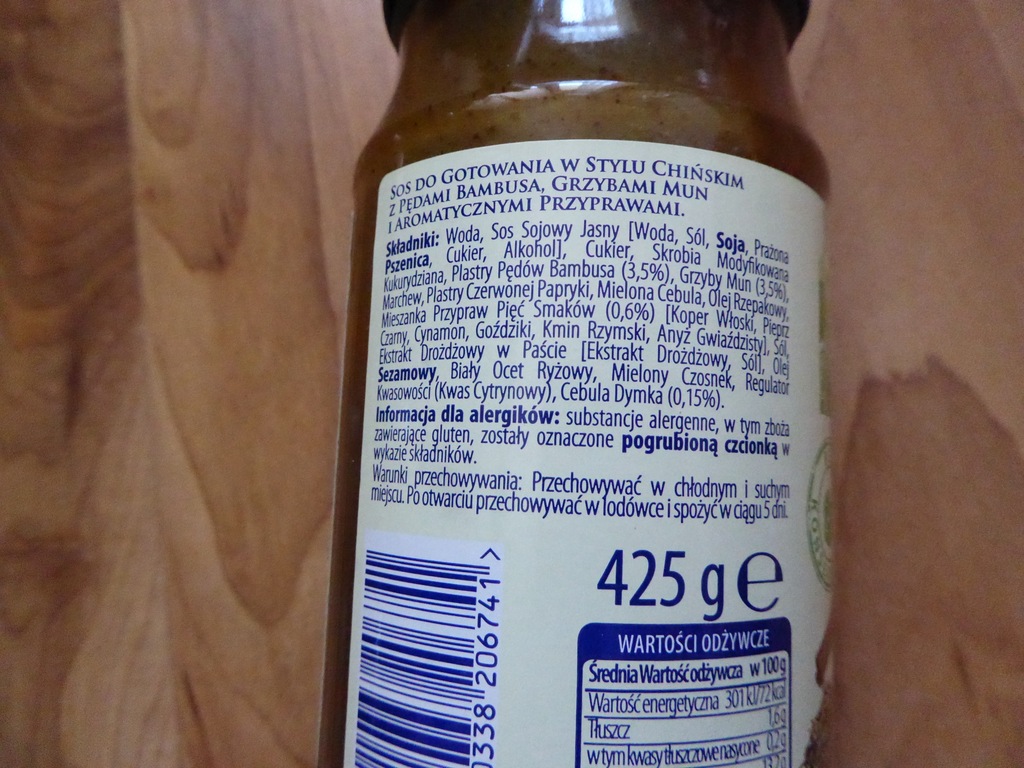 SOS DO GOTOWANIA W STYLU CHIŃSKIM
Z PĘDAMI BAMBUSA, GRZYBAMI MUN
I AROMATYCZNYMI PRZYPRAWAMI.
Składniki: Woda, Sos Sojowy Jasny [Woda, Sól, Soja, Prażona
Pszenica, Cukier, Alkohol], Cukier, Skrobia Modyfikowana
Kukurydziana, Plastry Pędów Bambusa (3,5%), Grzyby Mun (3,5%),
Marchew, Plastry Czerwonej Papryki, Mielona Cebula, Olej Rzepakowy,
Mieszanka Przypraw Pięć Smaków (0,6%) [Koper Włoski, Pieprz
Czarny, Cynamon, Goździki, Kmin Rzymski, Anyż Gwiaździsty], Sól,
Ekstrakt Drożdżowy w Paście [Ekstrakt Drożdżowy, Sól], Olej
Sezamowy, Biały Ocet Ryżowy, Mielony Czosnek, Regulator
Kwasowości (Kwas Cytrynowy), Cebula Dymka (0,15%).
Informacja dla alergików: substancje alergenne, w tym zboża
zawierające gluten, zostały oznaczone pogrubioną czcionką w
wykazie składników.
Warunki przechowywania: Przechowywać w chłodnym i suchym
miejscu. Po otwarciu przechowywać w lodówce i spożyć w ciągu 5 dni.
425 g e
0338 206741 >
WARTOŚCI ODŻYWCZE
Średnia Wartość odżywcza w 100g
Wartość energetyczna 301 kJ/72 kcal
Tłuszcz 1,6g
w tym kwasy tłuszczowe nasycone 0,2g